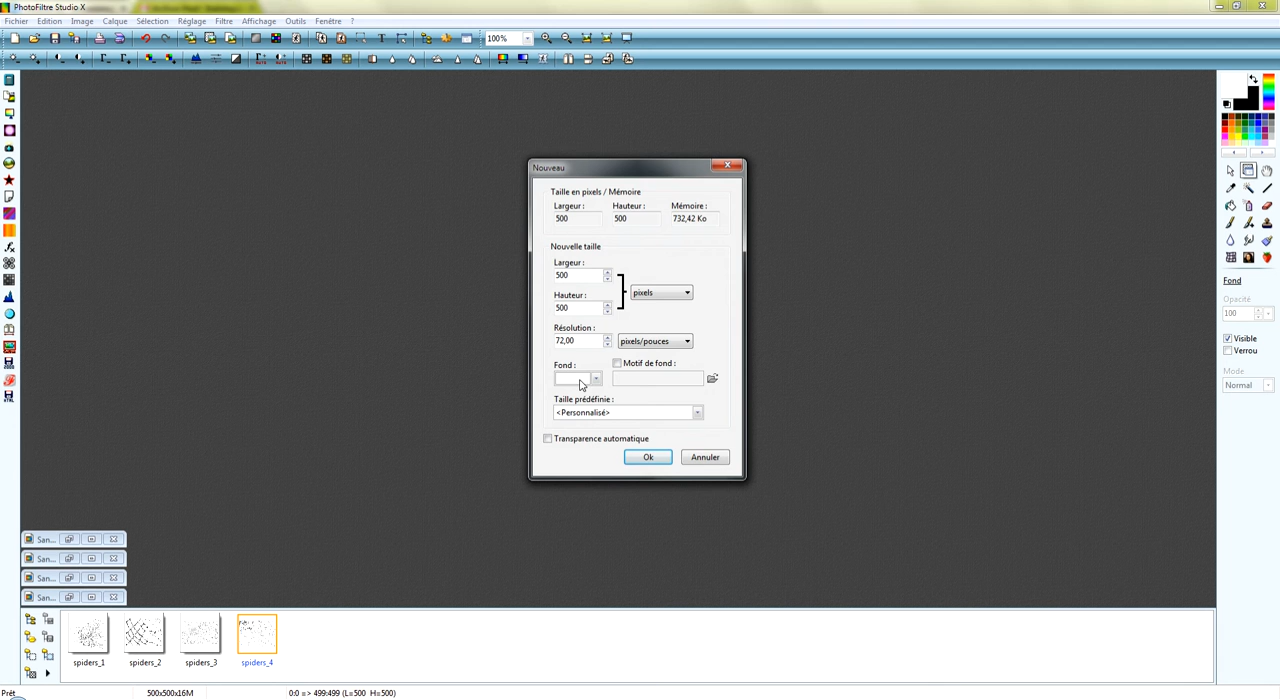 PhotoFiltre Studio X
Fichier Edition Image Calque Sélection Réglage Filtre Affichage Outils Fenêtre ?
100%
Nouveau
Taille en pixels / Mémoire
Largeur : Hauteur : Mémoire :
500 500 732,42 Ko
Nouvelle taille
Largeur :
500
pixels
Hauteur :
500
Résolution :
72,00 pixels/pouces
Fond : Motif de fond :
Taille prédéfinie :
<Personnalisé>
Transparence automatique
Ok Annuler
Fond
Opacité
100
Visible
Verrou
Mode
Normal
San...
San...
San...
San...
spiders_1 spiders_2 spiders_3 spiders_4
Prêt 500x500x16M 0:0 => 499:499 (L=500 H=500)